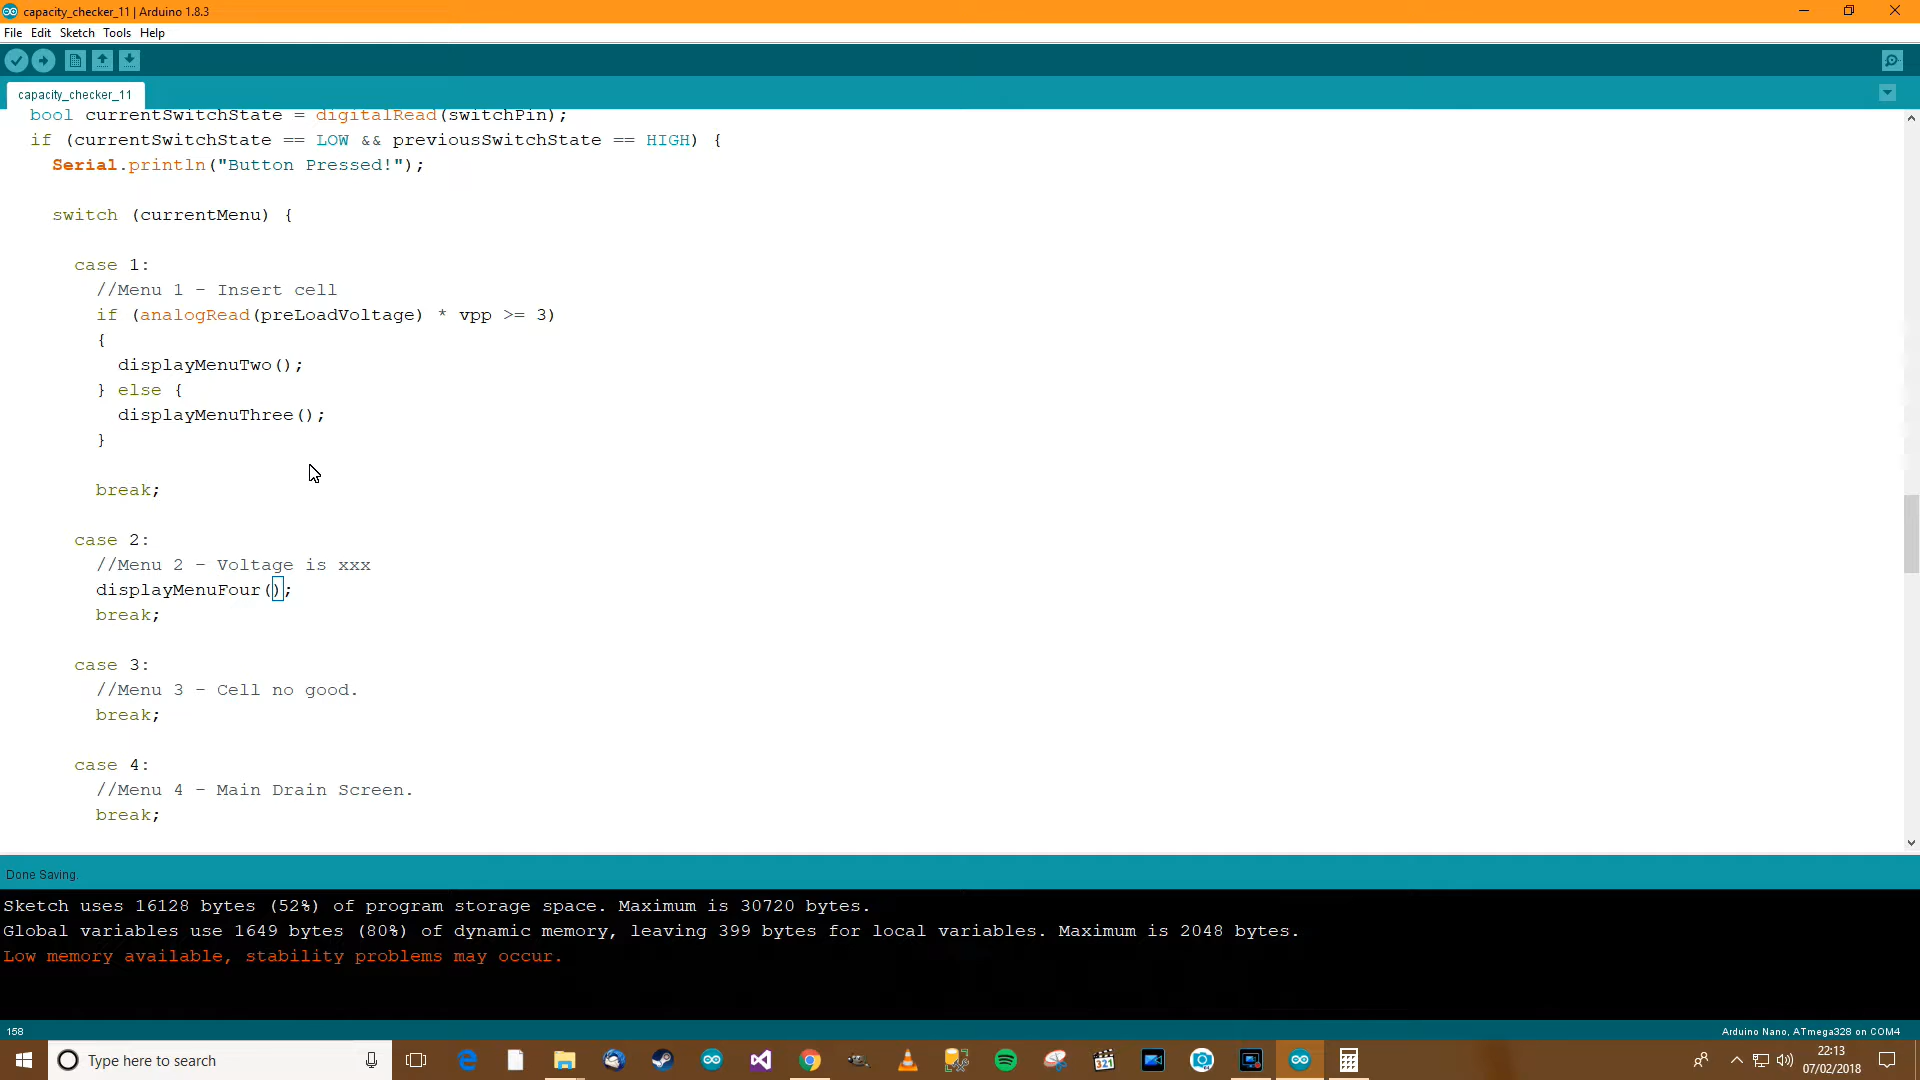 capacity_checker_11 | Arduino 1.8.3
File Edit Sketch Tools Help
capacity_checker_11
bool currentSwitchState = digitalRead(switchPin);
if (currentSwitchState == LOW && previousSwitchState == HIGH) {
Serial.println("Button Pressed!");
switch (currentMenu) {
case 1:
//Menu 1 - Insert cell
if (analogRead(preLoadVoltage) * vpp >= 3)
{
displayMenuTwo();
} else {
displayMenuThree();
}
break;
case 2:
//Menu 2 - Voltage is xxx
displayMenuFour();
break;
case 3:
//Menu 3 - Cell no good.
break;
case 4:
//Menu 4 - Main Drain Screen.
break;
Done Saving.
Sketch uses 16128 bytes (52%) of program storage space. Maximum is 30720 bytes.
Global variables use 1649 bytes (80%) of dynamic memory, leaving 399 bytes for local variables. Maximum is 2048 bytes.
Low memory available, stability problems may occur.
158
Arduino Nano, ATmega328 on COM4
Type here to search
321
22:13
07/02/2018